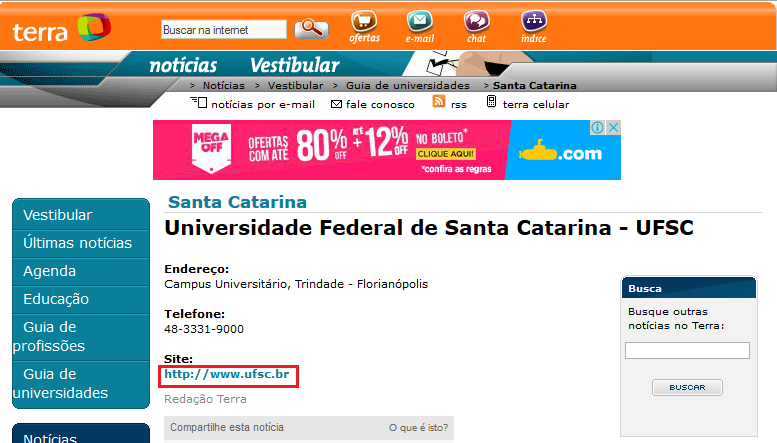 terra
Buscar na internet
ofertas
e-mail
chat
índice
notícias Vestibular
> Notícias > Vestibular > Guia de universidades > Santa Catarina
notícias por e-mail fale conosco rss terra celular
MEGA OFF
OFERTAS COM ATÉ 80% OFF + ATÉ 12% OFF NO BOLETO* CLIQUE AQUI! *confira as regras
.com
Santa Catarina
Universidade Federal de Santa Catarina - UFSC
Vestibular
Últimas notícias
Agenda
Educação
Guia de
profissões
Guia de
universidades
Notícias
Endereço:
Campus Universitário, Trindade - Florianópolis
Telefone:
48-3331-9000
Site:
http://www.ufsc.br
Redação Terra
Compartilhe esta notícia O que é isto?
Busca
Busque outras
notícias no Terra:
BUSCAR